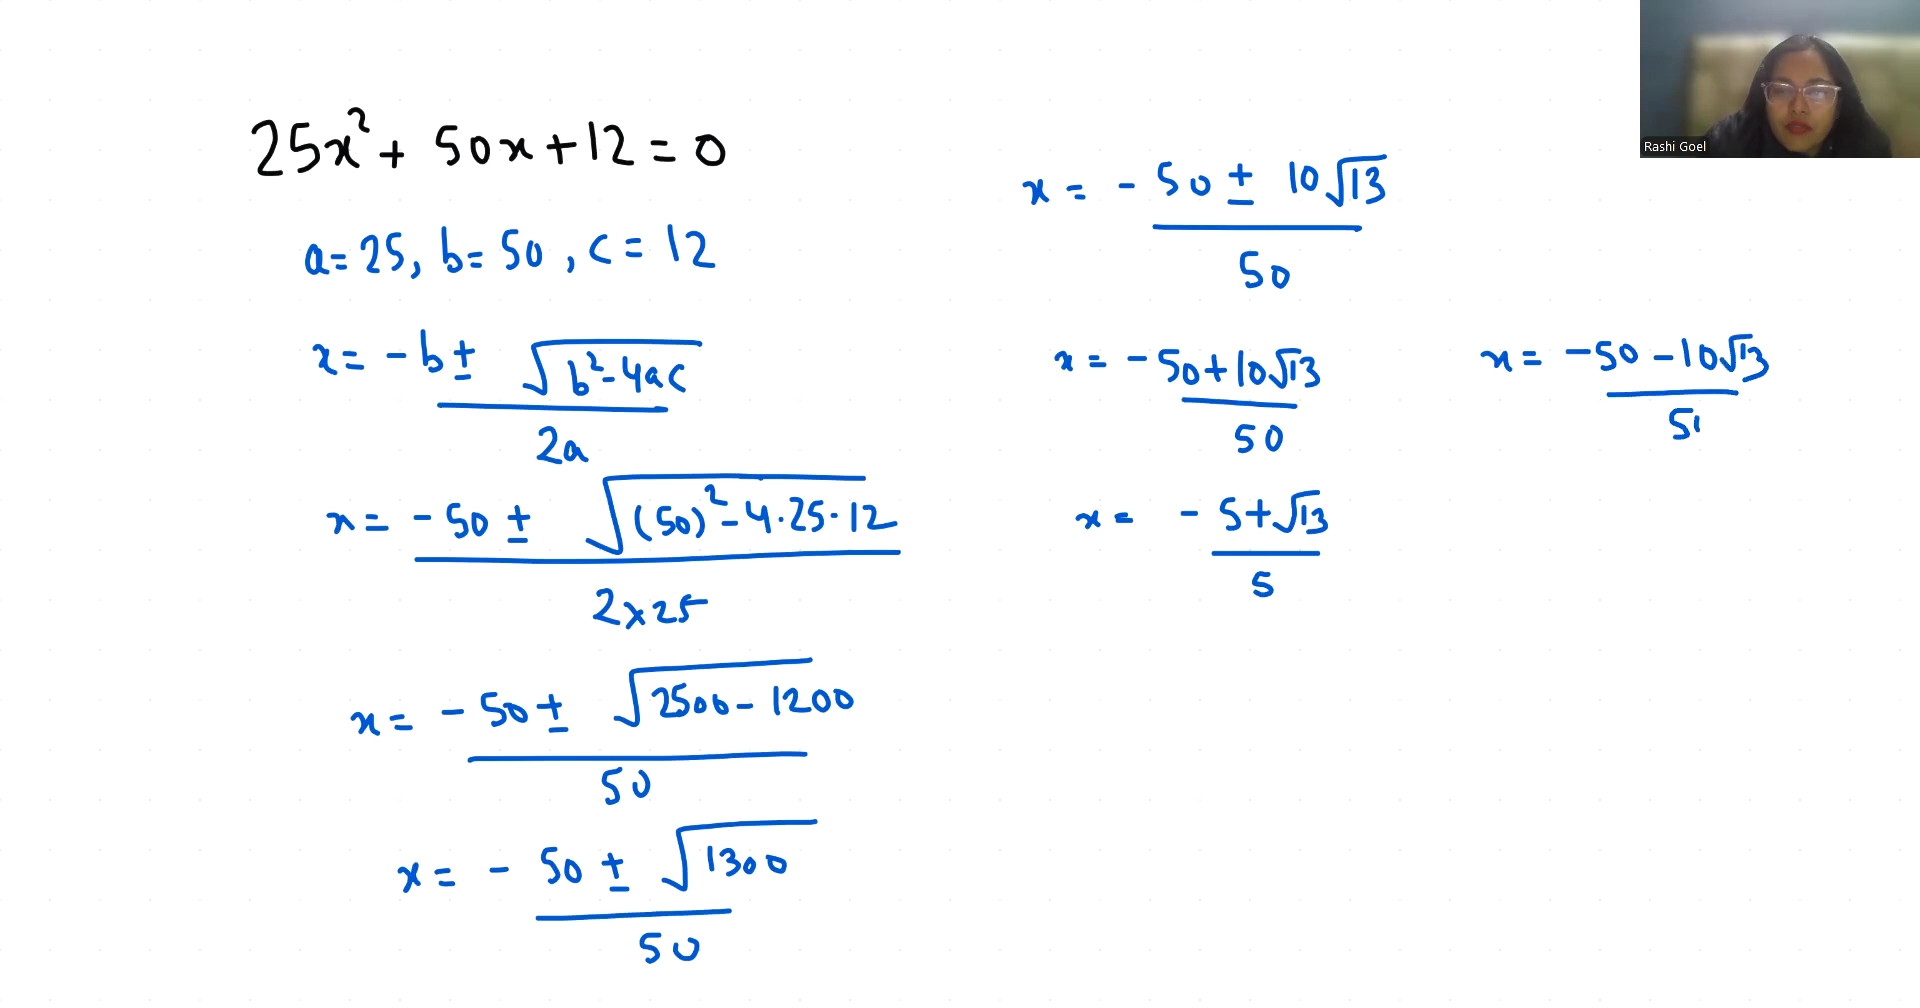 25x² + 50x + 12 = 0
a = 25, b = 50, c = 12
x = -b ± √(b² - 4ac)
2a
x = -50 ± √((50)² - 4·25·12)
2×25
x = -50 ± √(2500 - 1200)
50
x = -50 ± √1300
50
x = -50 ± 10√13
50
x = -50 + 10√13
50
x = -50 - 10√13
5
x = -5 + √13
5
Rashi Goel